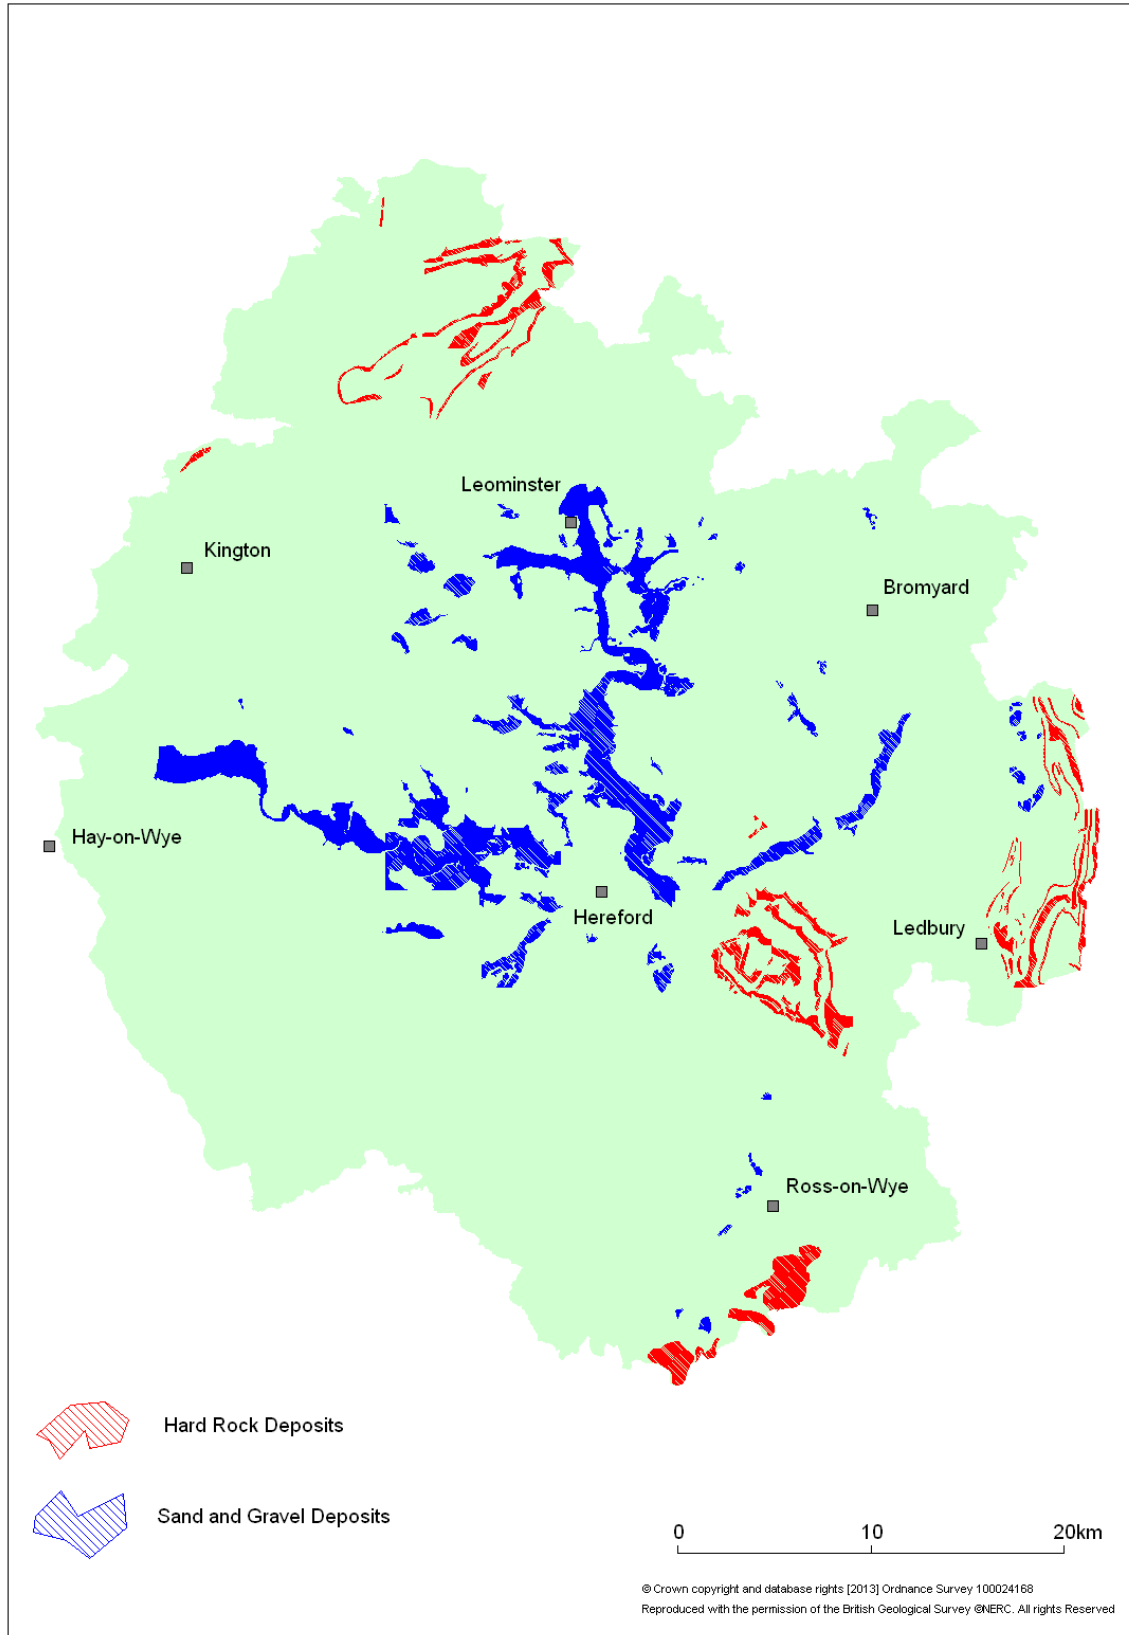 Leominster
Kington
Bromyard
Hay-on-Wye
Hereford
Ledbury
Ross-on-Wye
Hard Rock Deposits
Sand and Gravel Deposits
0 10 20km
© Crown copyright and database rights [2013] Ordnance Survey 100024168
Reproduced with the permission of the British Geological Survey ©NERC. All rights Reserved